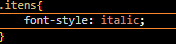 .itens{
font-style: italic;
}